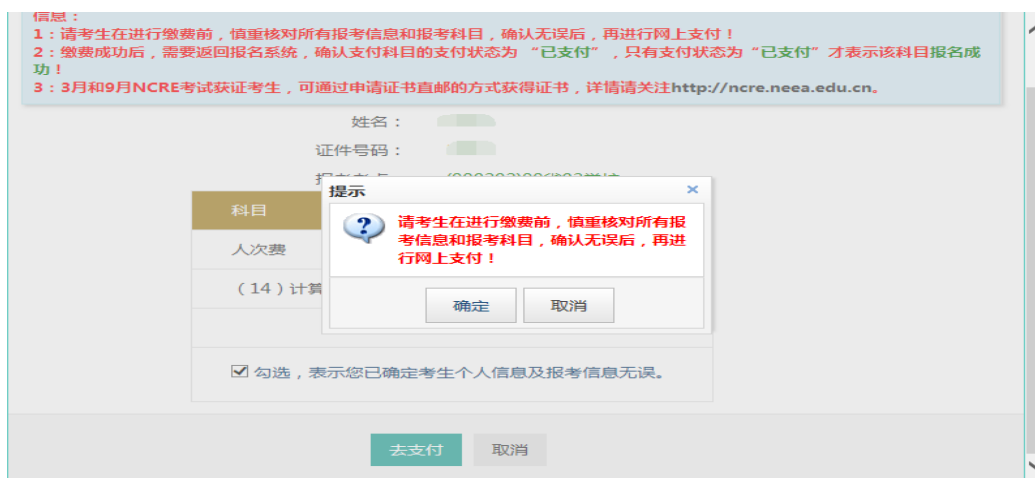 信息：
1：请考生在进行缴费前，慎重核对所有报考信息和报考科目，确认无误后，再进行网上支付！
2：缴费成功后，需要返回报名系统，确认支付科目的支付状态为 “已支付”，只有支付状态为“已支付”才表示该科目报名成
功！
3：3月和9月NCRE考试获证考生，可通过申请证书直邮的方式获得证书，详情请关注http://ncre.neea.edu.cn。
姓名：
证件号码：
提示
×
科目
请考生在进行缴费前，慎重核对所有报
考信息和报考科目，确认无误后，再进
行网上支付！
人次费
（14）计算
确定
取消
勾选，表示您已确定考生个人信息及报考信息无误。
去支付
取消